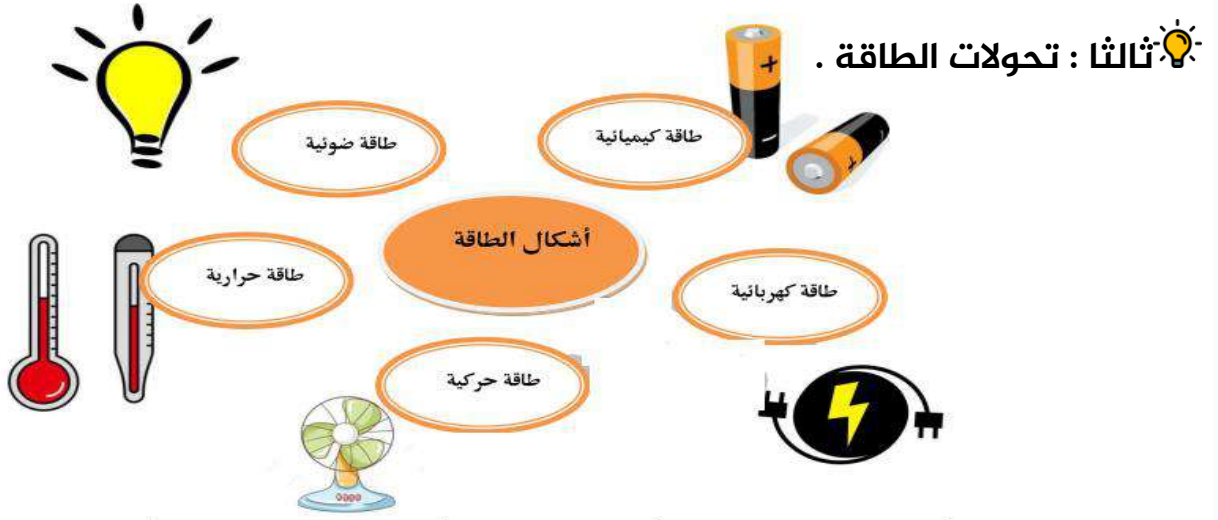 ثالثا : تحولات الطاقة .
طاقة كيميائية
طاقة ضوئية
أشكال الطاقة
طاقة كهربائية
طاقة حرارية
طاقة حركية